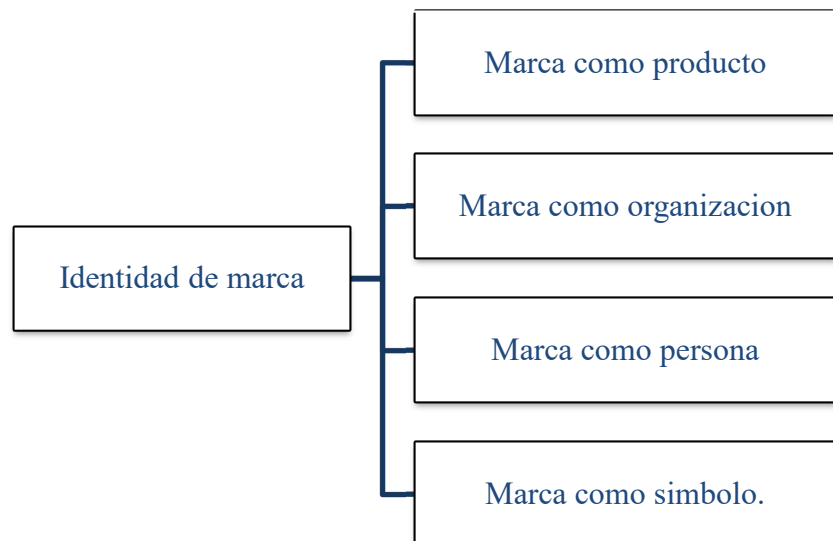 Marca como producto
Marca como organizacion
Identidad de marca
Marca como persona
Marca como simbolo.